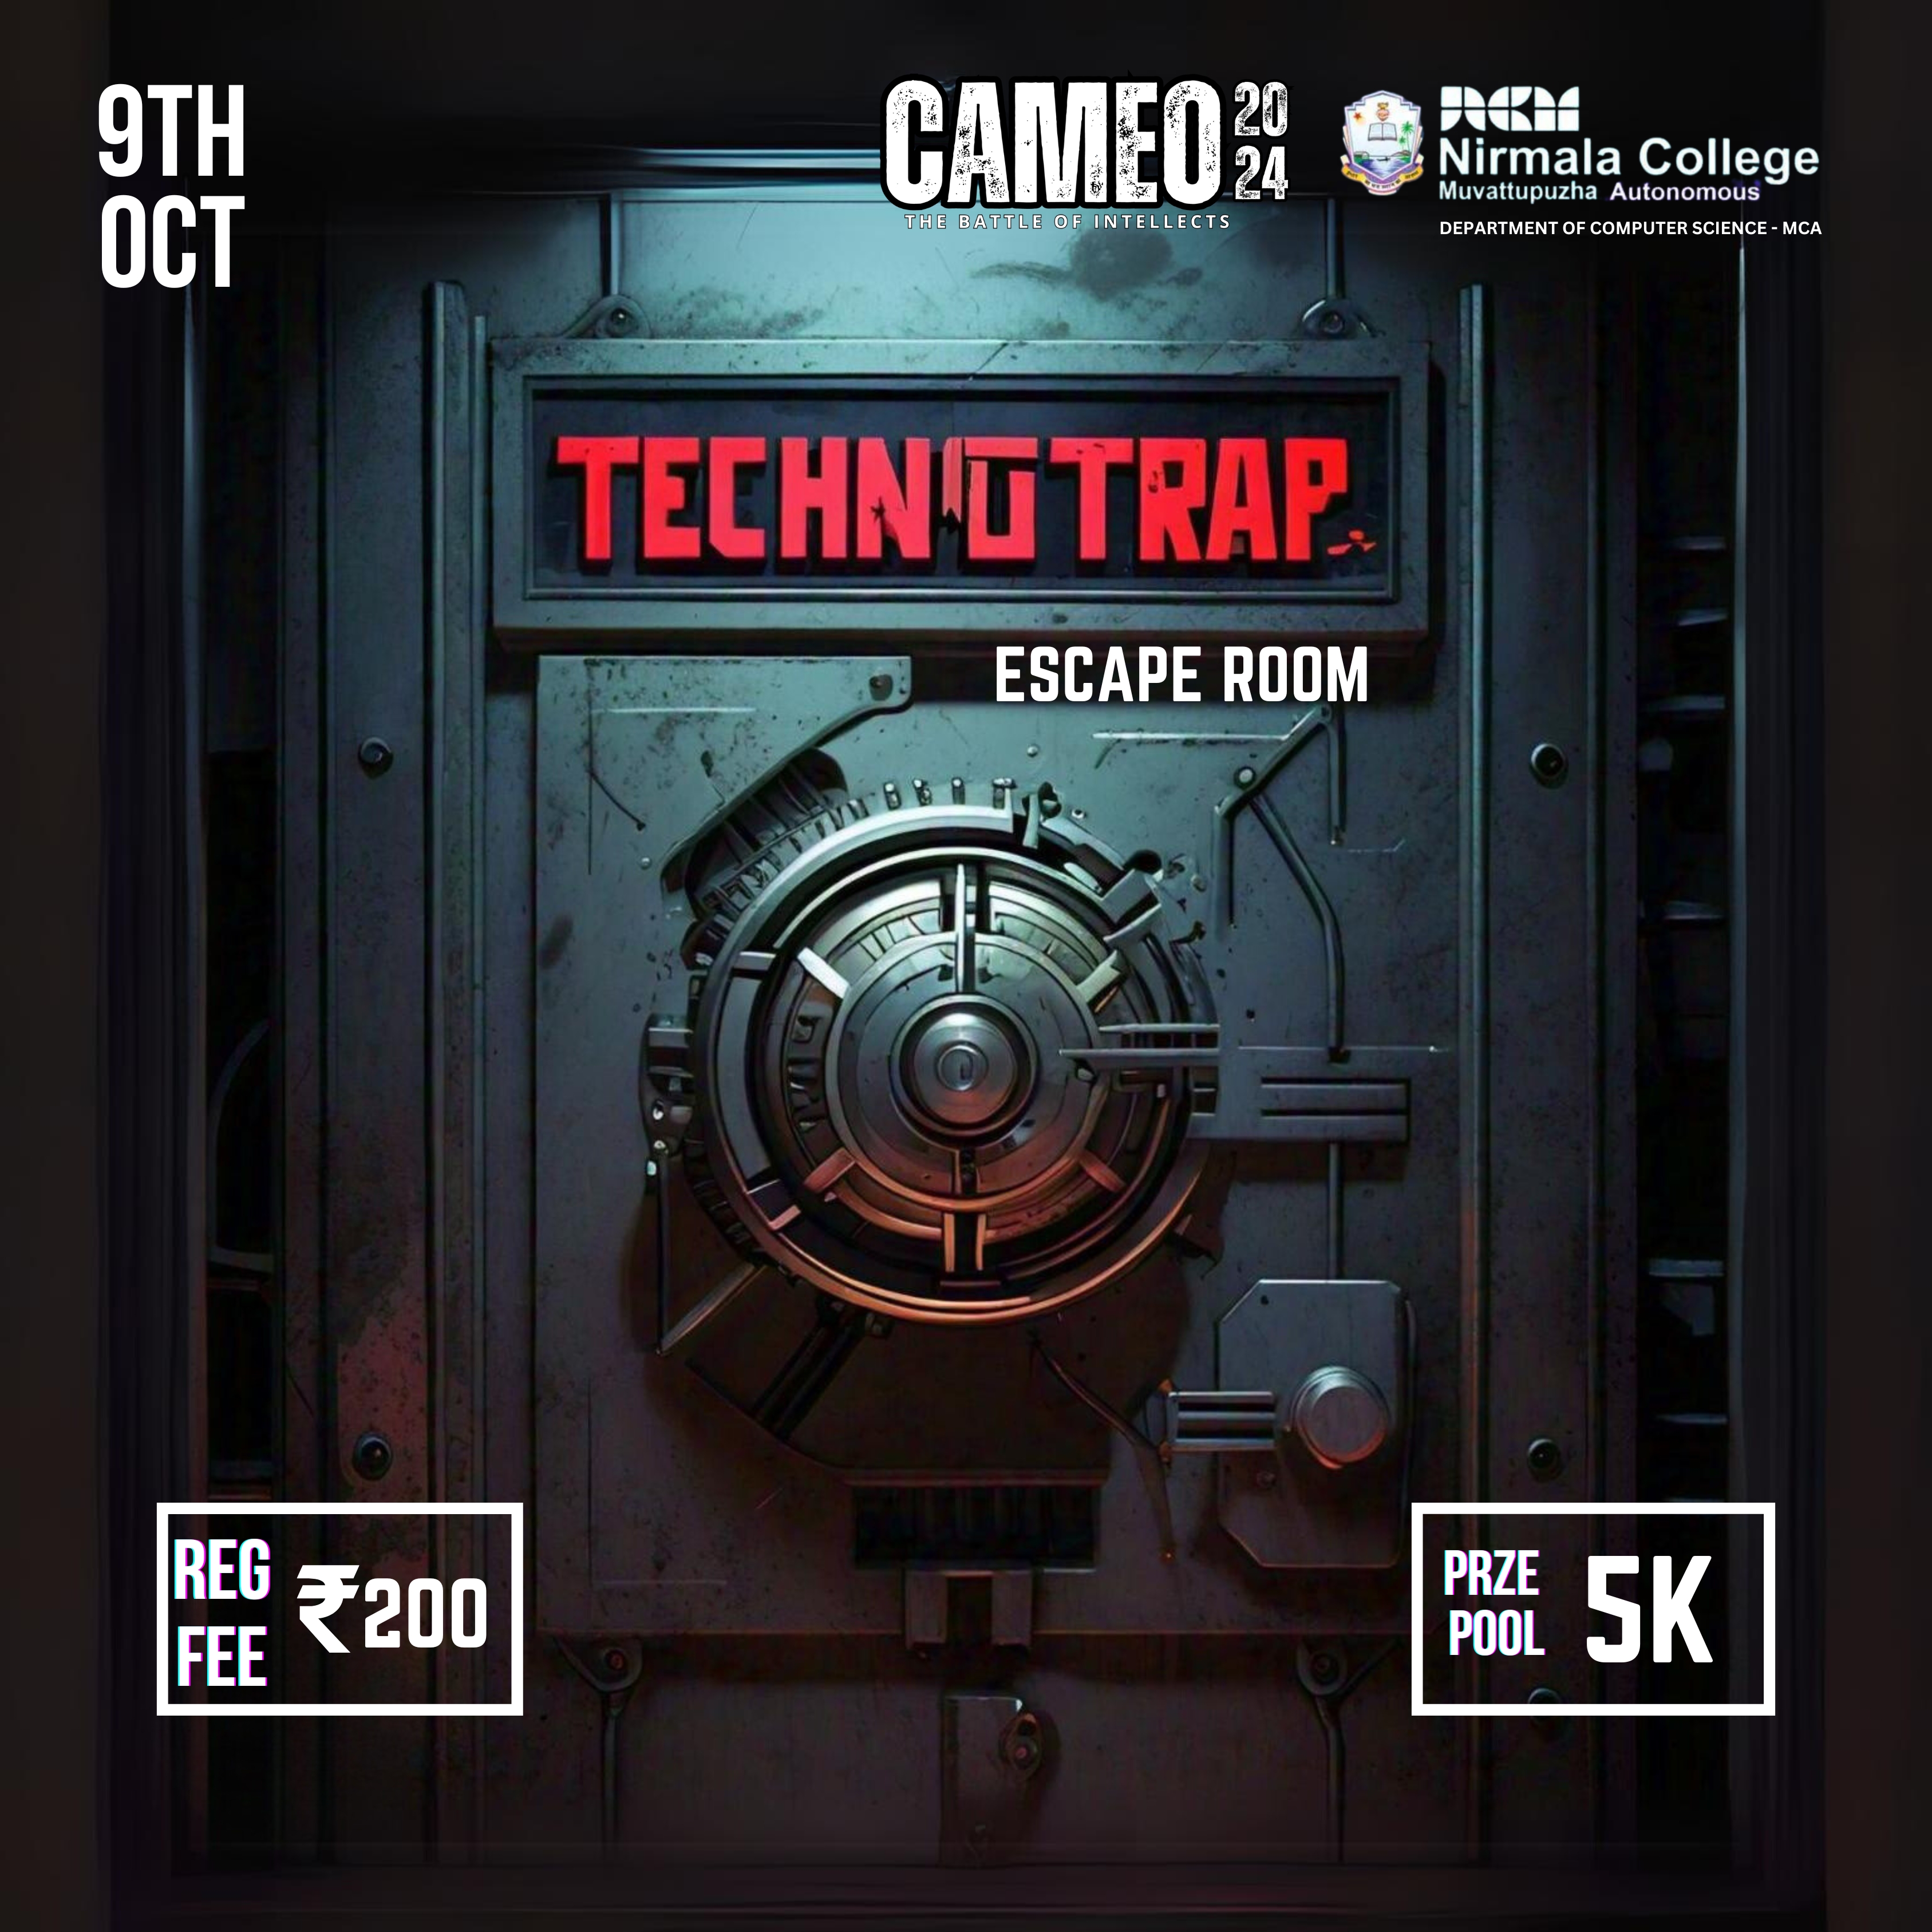 9TH
OCT
CAMEO 20
24
THE BATTLE OF INTELLECTS
NCM
Nirmala College
Muvattupuzha Autonomous
DEPARTMENT OF COMPUTER SCIENCE - MCA
TECHNOTRAP
ESCAPE ROOM
REG
FEE
₹200
PRZE
POOL
5K